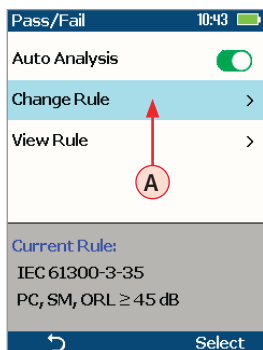 Pass/Fail 10:43
Auto Analysis
Change Rule >
View Rule >
A
Current Rule:
IEC 61300-3-35
PC, SM, ORL ≥ 45 dB
Select